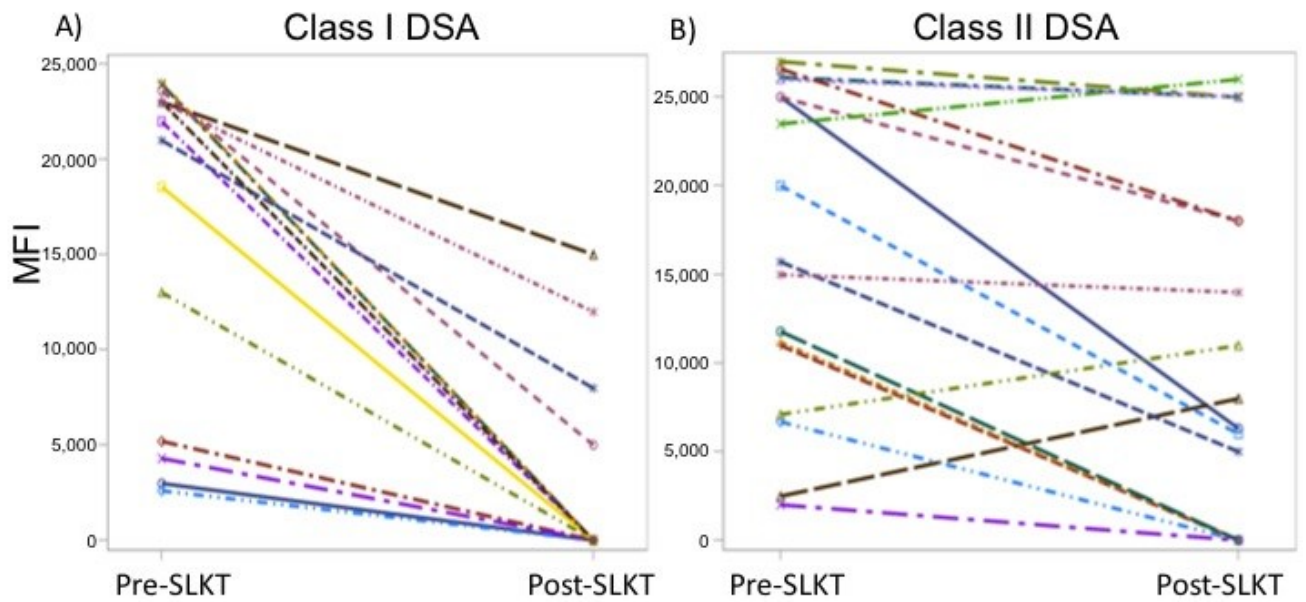 A)
Class I DSA
MFI
25,000
20,000
15,000
10,000
5,000
0
Pre-SLKT
Post-SLKT
B)
Class II DSA
25,000
20,000
15,000
10,000
5,000
0
Pre-SLKT
Post-SLKT